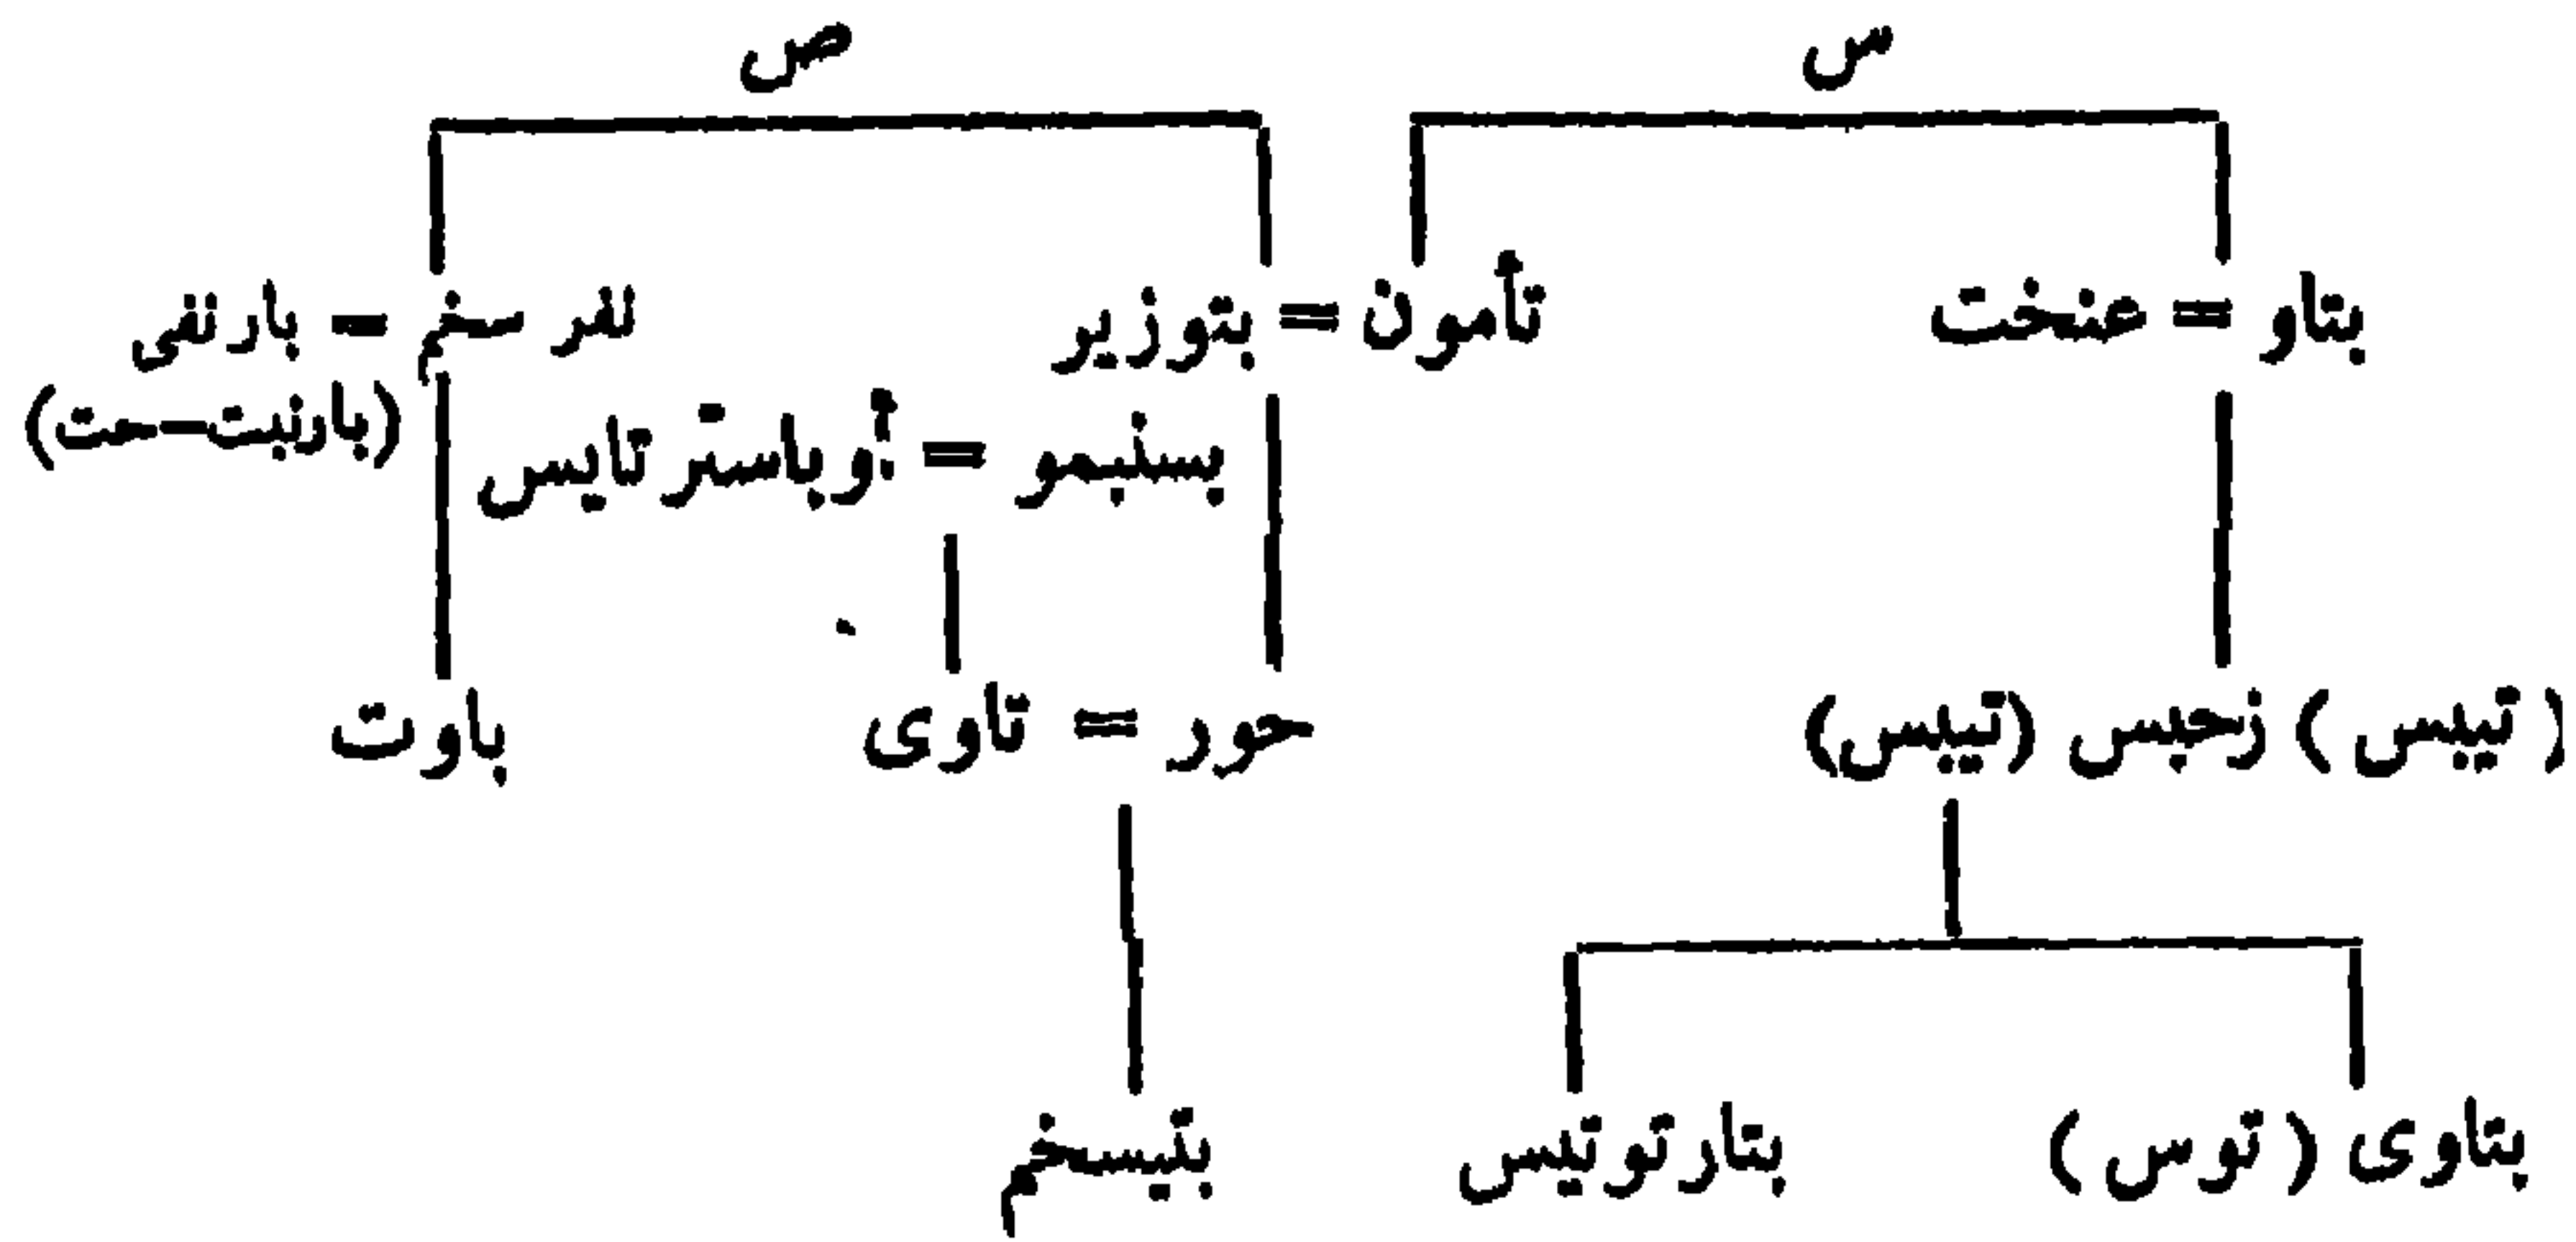 س ص
بتاو = عنخت تأمون = بتوزير نفر سخم = بارنفى
بسنبمو = أوباسترتايس (بارنبت-حت)
(تيبس) زحبس (تيبس) حور = تاوى باوت
بتاوى (توس) بتارتوتيس بتيسخم